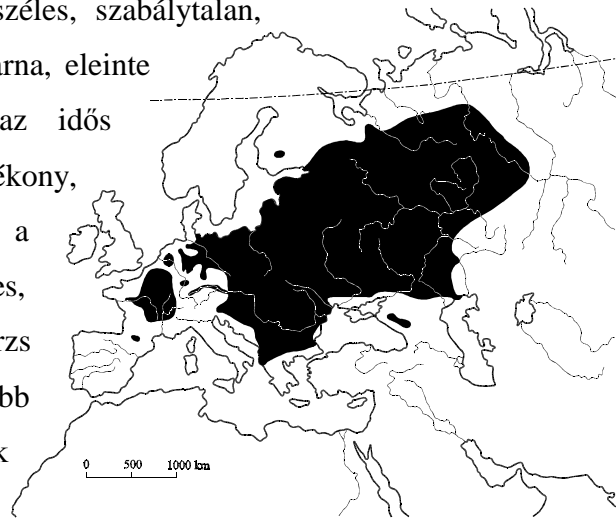 széles, szabálytalan,
arna, eleinte
az idős
ékony,
a
es,
rzs
bb
k
0 500 1000 km